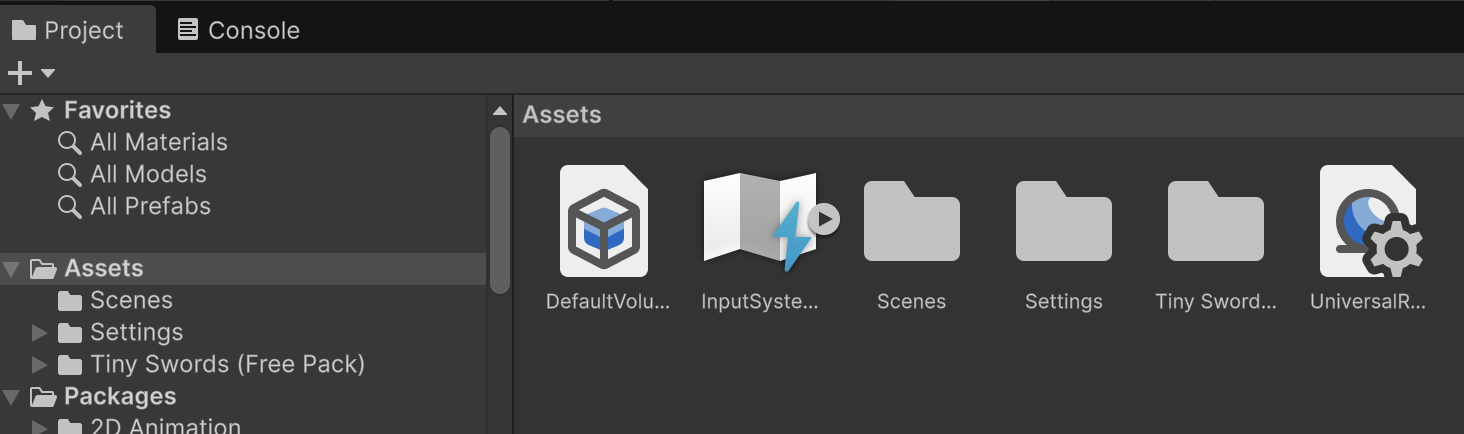 Project
Console
Favorites
All Materials
All Models
All Prefabs
Assets
Scenes
Settings
Tiny Swords (Free Pack)
Packages
2D Animation
Assets
DefaultVolu...
InputSyste...
Scenes
Settings
Tiny Sword...
UniversalR...